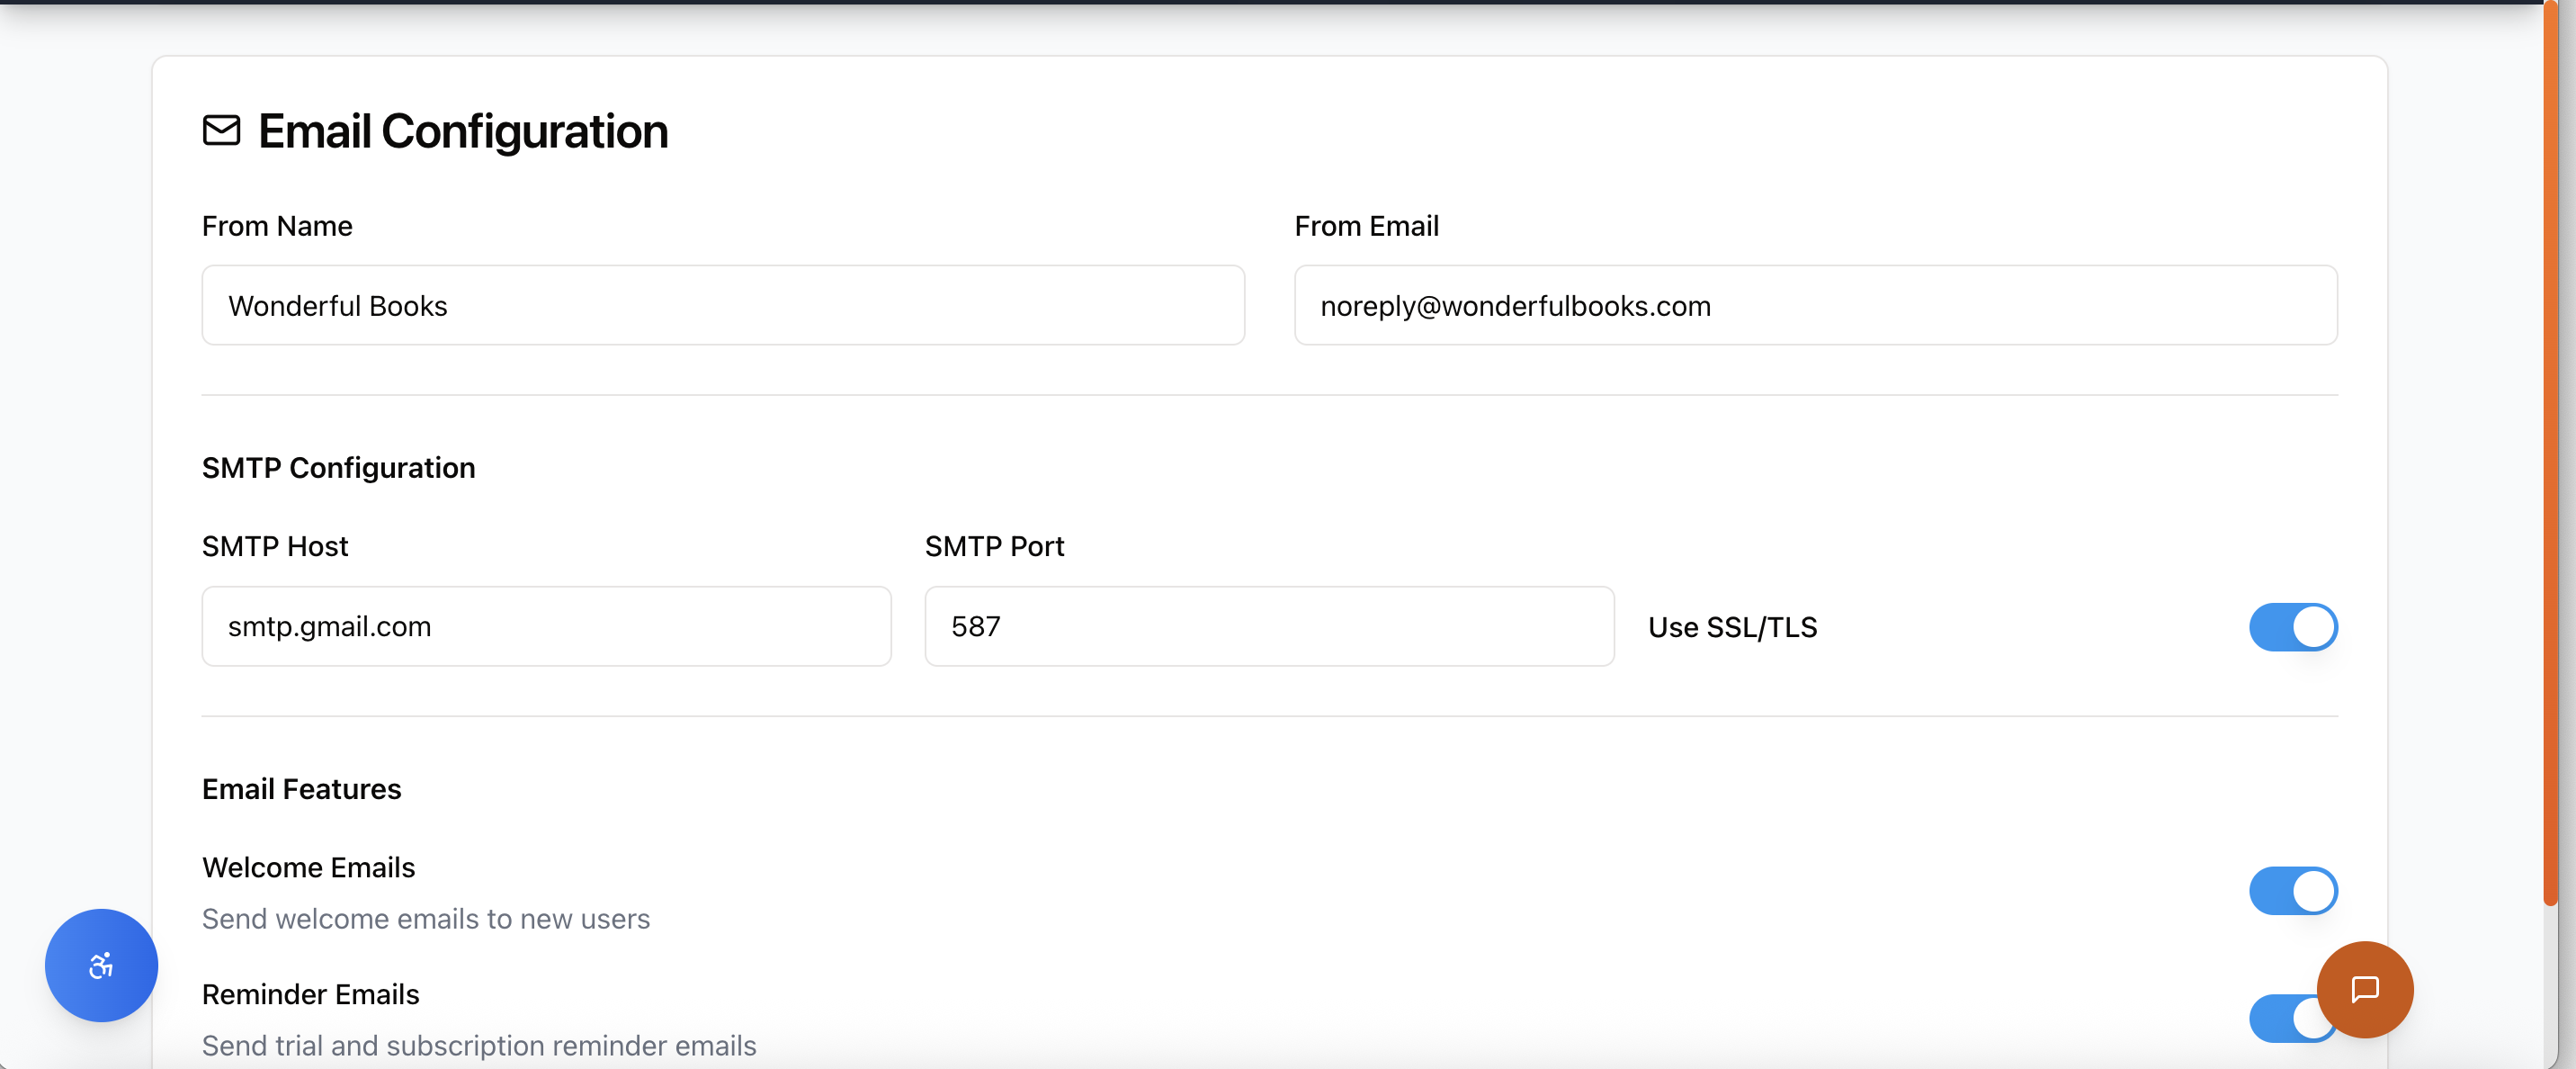 Email Configuration
From Name
From Email
Wonderful Books
noreply@wonderfulbooks.com
SMTP Configuration
SMTP Host
SMTP Port
smtp.gmail.com
587
Use SSL/TLS
Email Features
Welcome Emails
Send welcome emails to new users
Reminder Emails
Send trial and subscription reminder emails